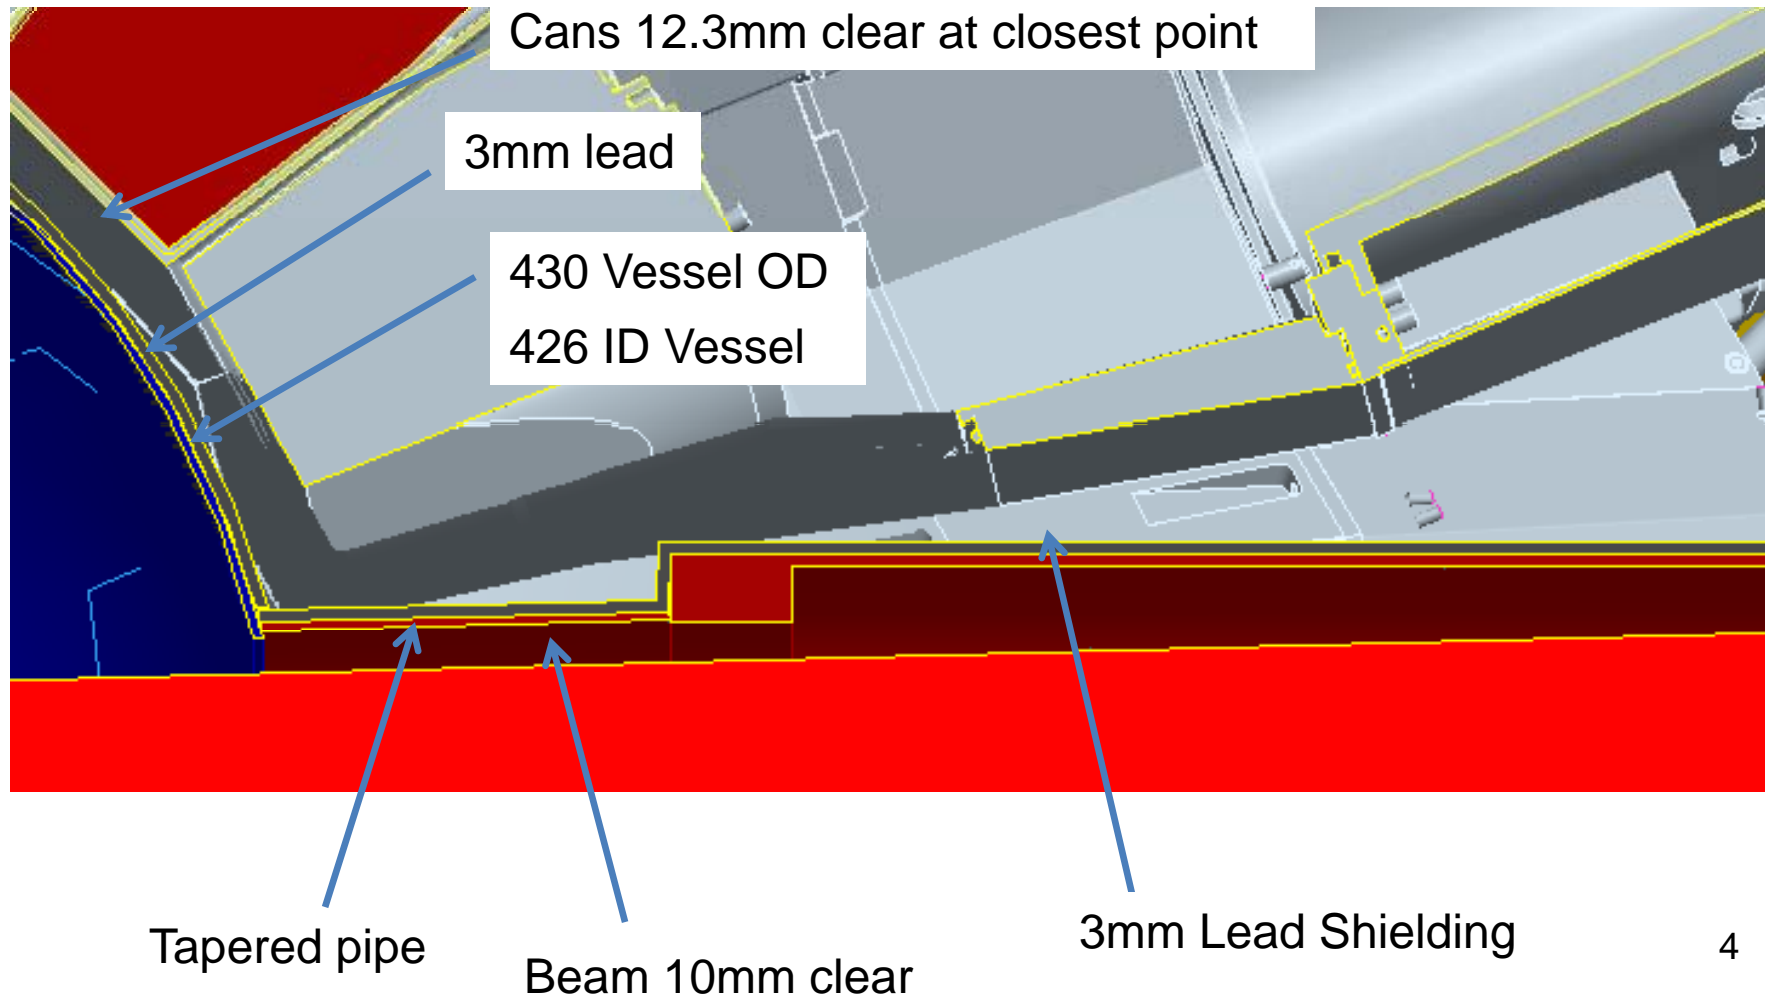 Cans 12.3mm clear at closest point
3mm lead
430 Vessel OD
426 ID Vessel
Tapered pipe
Beam 10mm clear
3mm Lead Shielding
4